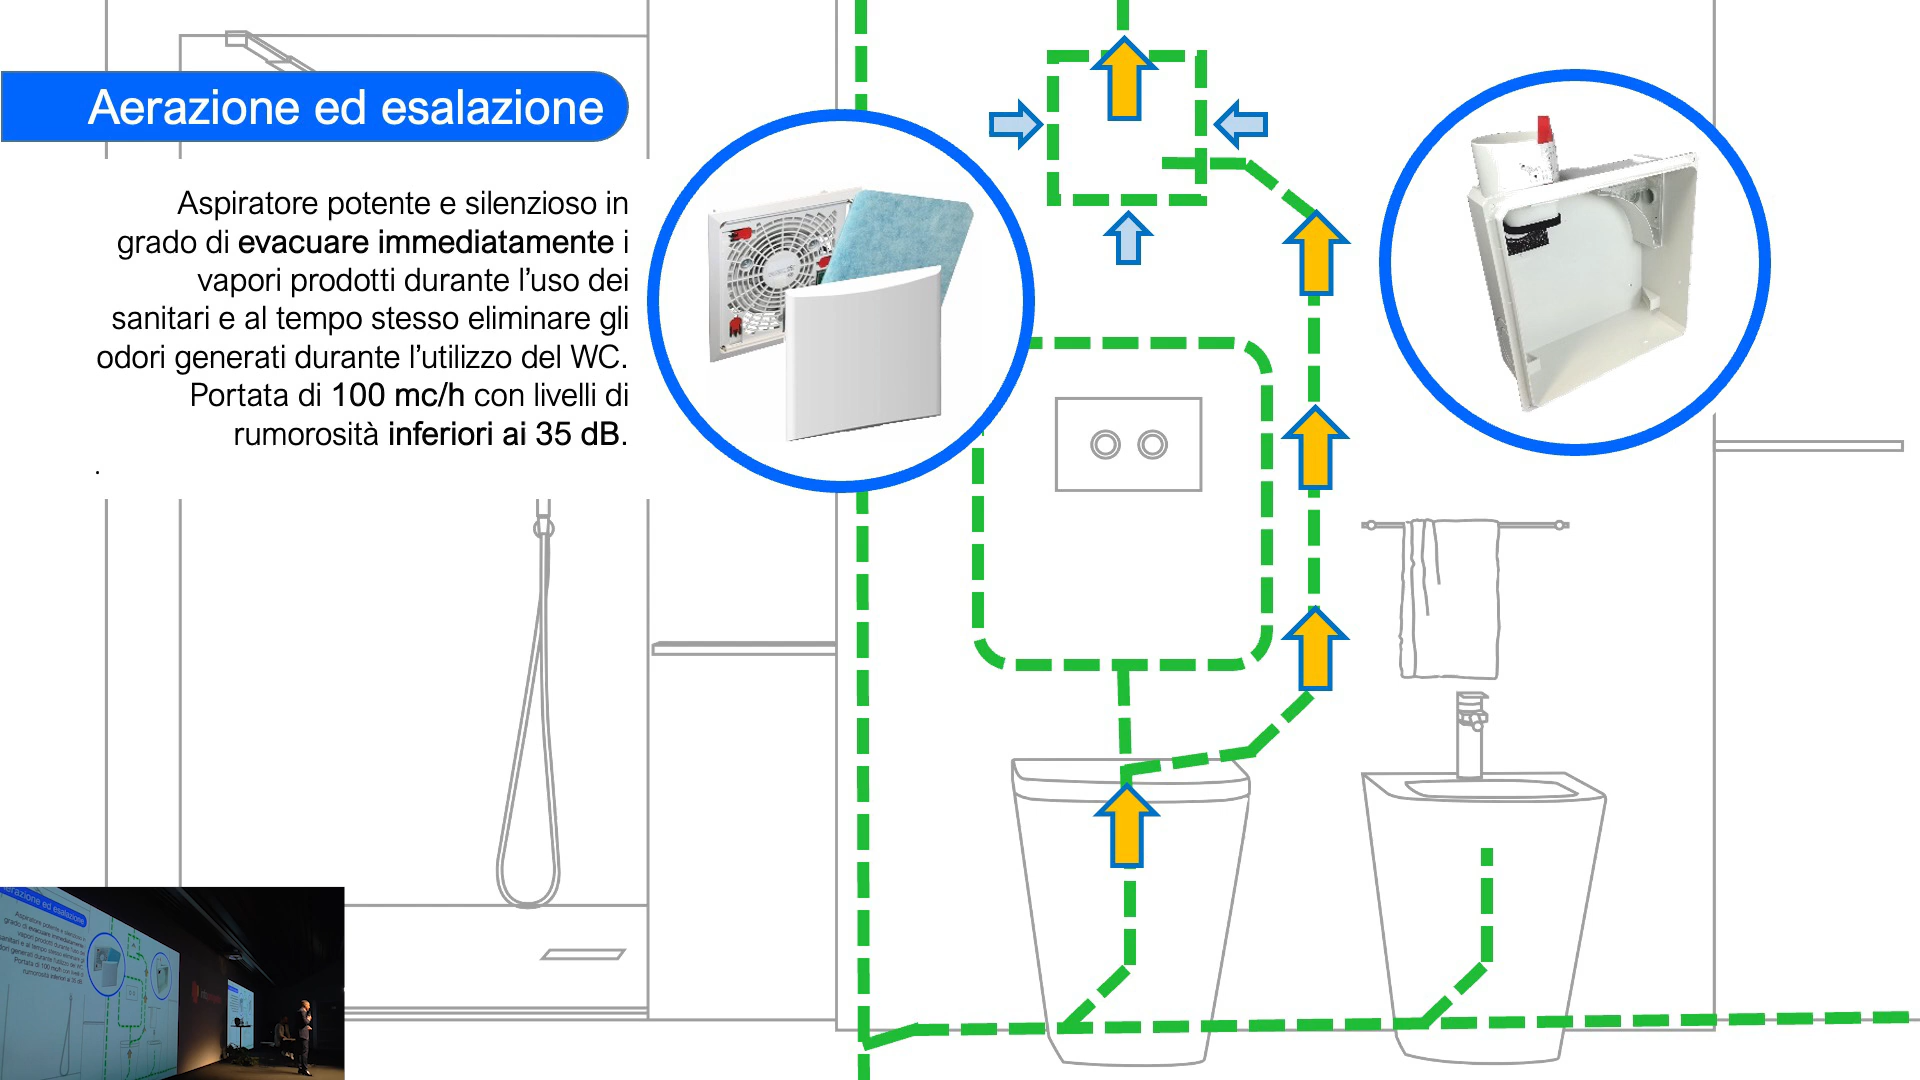 Aerazione ed esalazione
Aspiratore potente e silenzioso in
grado di evacuare immediatamente i
vapori prodotti durante l’uso dei
sanitari e al tempo stesso eliminare gli
odori generati durante l’utilizzo del WC.
Portata di 100 mc/h con livelli di
rumorosità inferiori ai 35 dB.
.